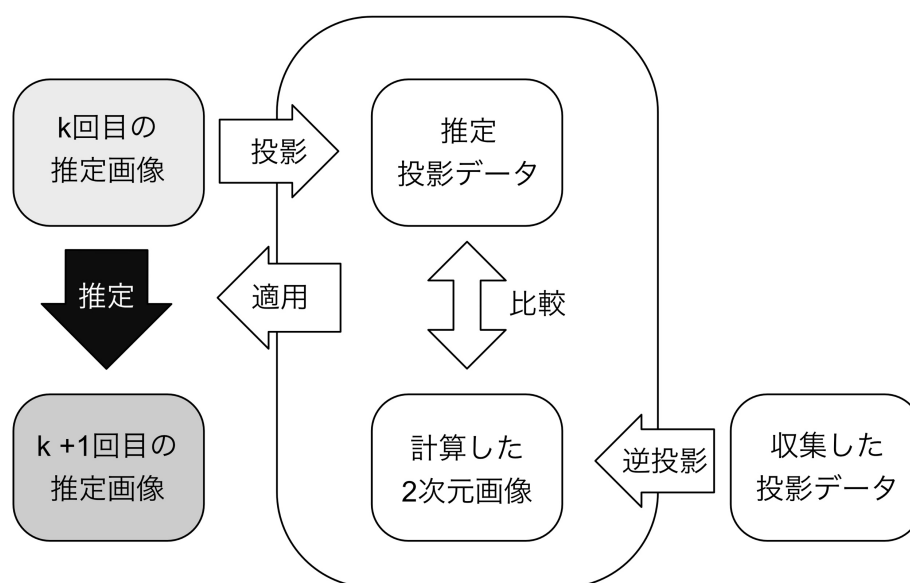 k回目の
推定画像
投影
推定
投影データ
推定
適用
比較
k +1回目の
推定画像
計算した
2次元画像
逆投影
収集した
投影データ